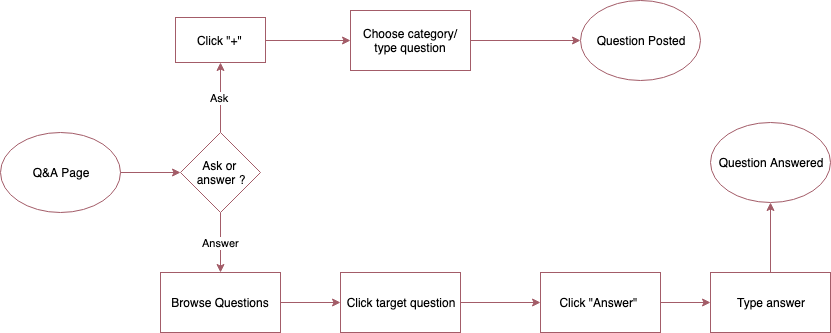 Click "+"
Choose category/
type question
Question Posted
Ask
Q&A Page
Ask or
answer ?
Question Answered
Answer
Browse Questions
Click target question
Click "Answer"
Type answer